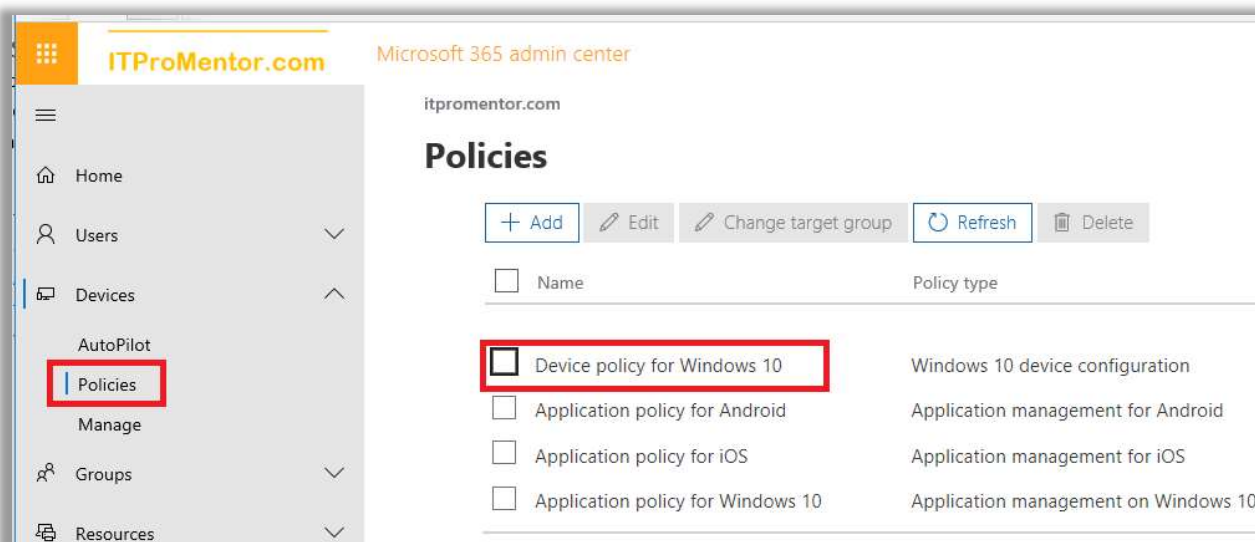 ITProMentor.com
Microsoft 365 admin center
itpromentor.com
Policies
Add
Edit
Change target group
Refresh
Delete
Name
Policy type
Device policy for Windows 10
Windows 10 device configuration
Application policy for Android
Application management for Android
Application policy for iOS
Application management for iOS
Application policy for Windows 10
Application management on Windows 10
Home
Users
Devices
AutoPilot
Policies
Manage
Groups
Resources